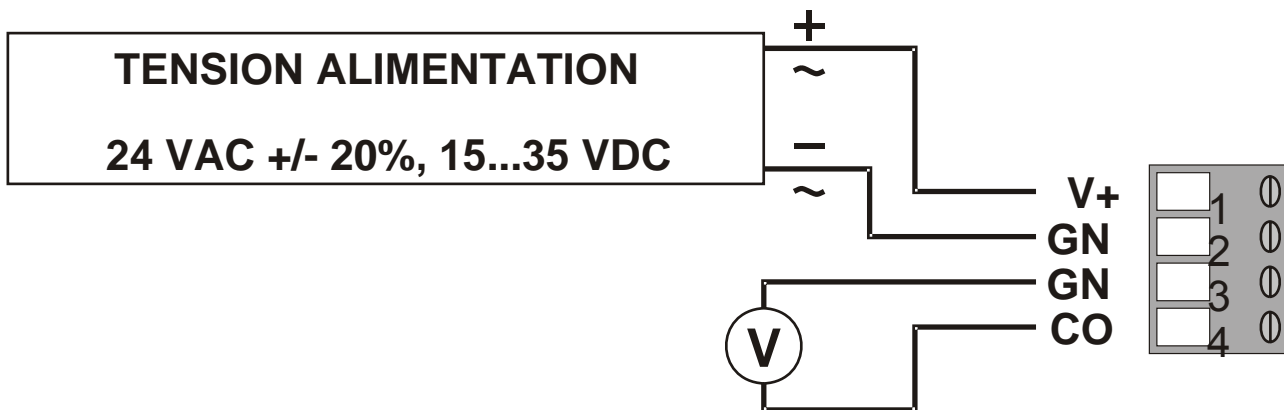 +
TENSION ALIMENTATION
~
24 VAC +/- 20%, 15...35 VDC
−
~
V+ 1
GN 2
GN 3
CO 4
V